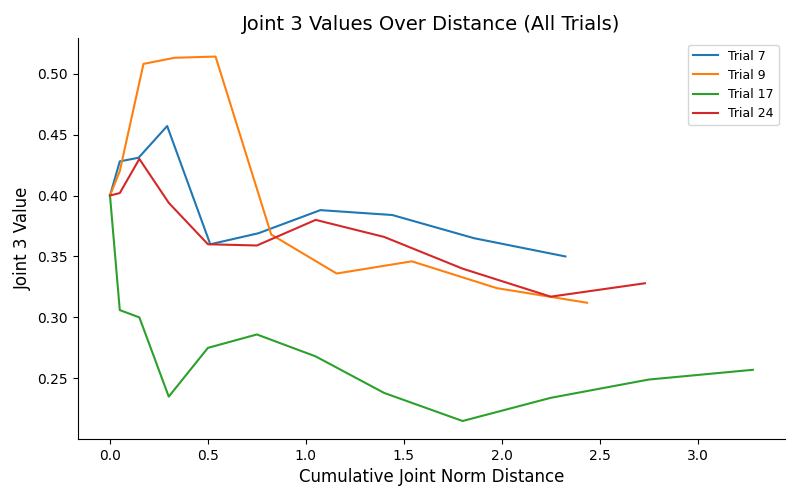 Joint 3 Values Over Distance (All Trials)
Trial 7
Trial 9
Trial 17
Trial 24
Joint 3 Value
0.50
0.45
0.40
0.35
0.30
0.25
0.0 0.5 1.0 1.5 2.0 2.5 3.0
Cumulative Joint Norm Distance